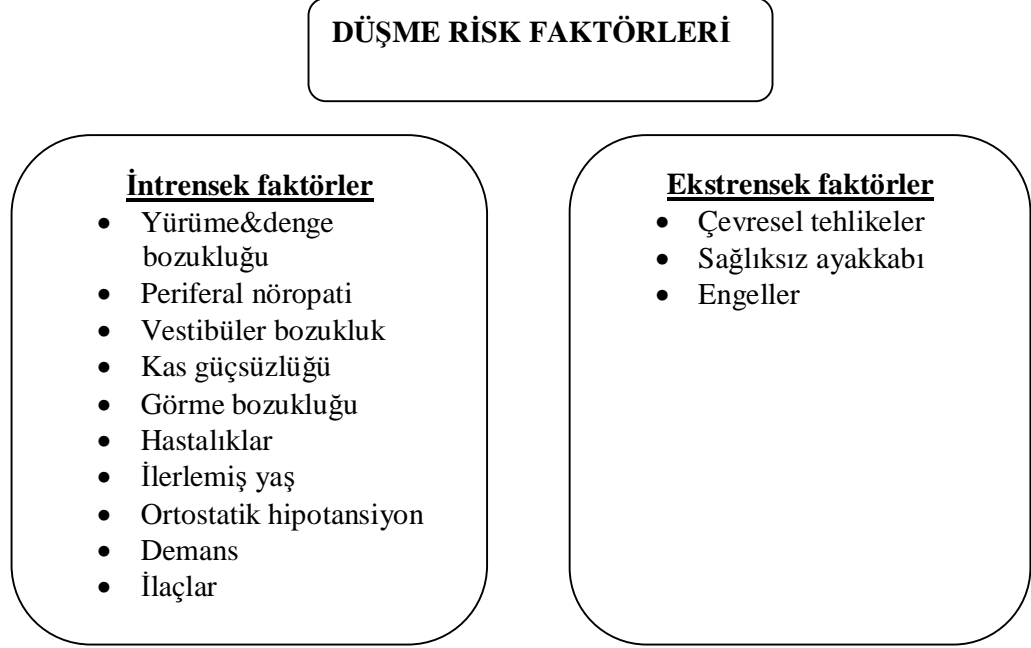 DÜŞME RİSK FAKTÖRLERİ
İntrensek faktörler
• Yürüme&denge
bozukluğu
• Periferal nöropati
• Vestibüler bozukluk
• Kas güçsüzlüğü
• Görme bozukluğu
• Hastalıklar
• İlerlemiş yaş
• Ortostatik hipotansiyon
• Demans
• İlaçlar
Ekstrensek faktörler
• Çevresel tehlikeler
• Sağlıksız ayakkabı
• Engeller